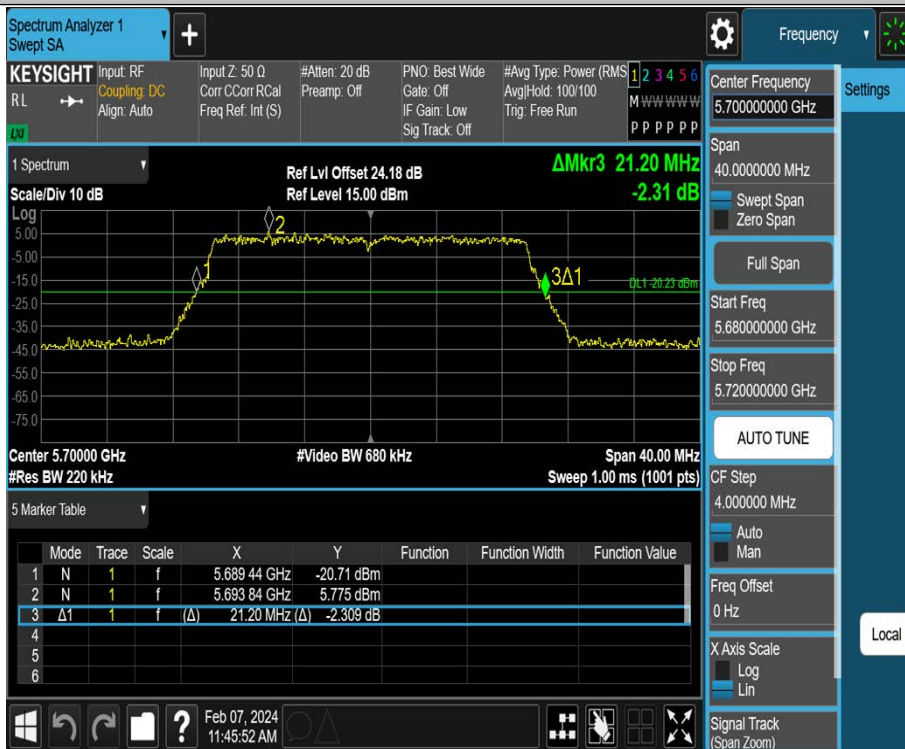 Spectrum Analyzer 1
Swept SA
+
Frequency
KEYSIGHT
RL
LXI
Input: RF
Coupling: DC
Align: Auto
Input Z: 50 Ω
Corr CCorr RCal
Freq Ref: Int (S)
#Atten: 20 dB
Preamp: Off
PNO: Best Wide
Gate: Off
IF Gain: Low
Sig Track: Off
#Avg Type: Power (RMS
Avg|Hold: 100/100
Trig: Free Run
1 2 3 4 5 6
M W W W W W
P P P P P P
1 Spectrum
Scale/Div 10 dB
Log
Ref Lvl Offset 24.18 dB
Ref Level 15.00 dBm
ΔMkr3 21.20 MHz
-2.31 dB
5.00
-5.00
-15.0
-25.0
-35.0
-45.0
-55.0
-65.0
-75.0
1
2
3Δ1
DL1 -20.23 dBm
Center 5.70000 GHz
#Res BW 220 kHz
#Video BW 680 kHz
Span 40.00 MHz
Sweep 1.00 ms (1001 pts)
5 Marker Table
Mode Trace Scale X Y Function Function Width Function Value
1 N 1 f 5.689 44 GHz -20.71 dBm
2 N 1 f 5.693 84 GHz 5.775 dBm
3 Δ1 1 f (Δ) 21.20 MHz (Δ) -2.309 dB
4
5
6
?
Feb 07, 2024
11:45:52 AM
Center Frequency
5.700000000 GHz
Span
40.0000000 MHz
Swept Span
Zero Span
Full Span
Start Freq
5.680000000 GHz
Stop Freq
5.720000000 GHz
AUTO TUNE
CF Step
4.000000 MHz
Auto
Man
Freq Offset
0 Hz
X Axis Scale
Log
Lin
Signal Track
(Span Zoom)
Settings
Local